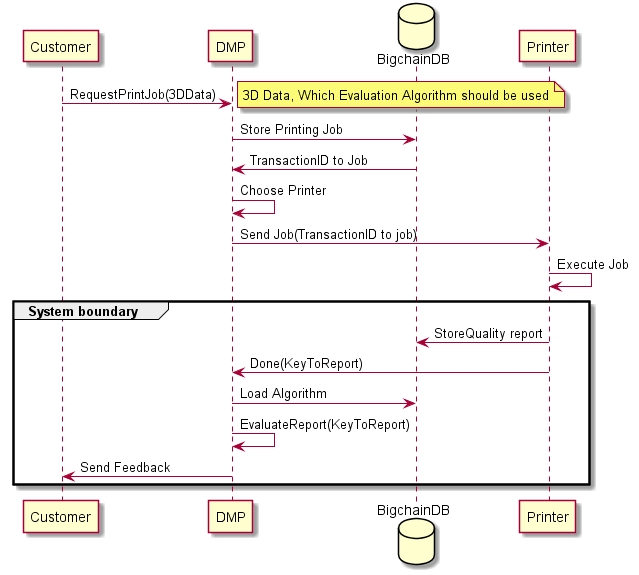 Customer
DMP
BigchainDB
Printer
RequestPrintJob(3DData)
3D Data, Which Evaluation Algorithm should be used
Store Printing Job
TransactionID to Job
Choose Printer
Send Job(TransactionID to job)
Execute Job
System boundary
StoreQuality report
Done(KeyToReport)
Load Algorithm
EvaluateReport(KeyToReport)
Send Feedback
Customer
DMP
BigchainDB
Printer